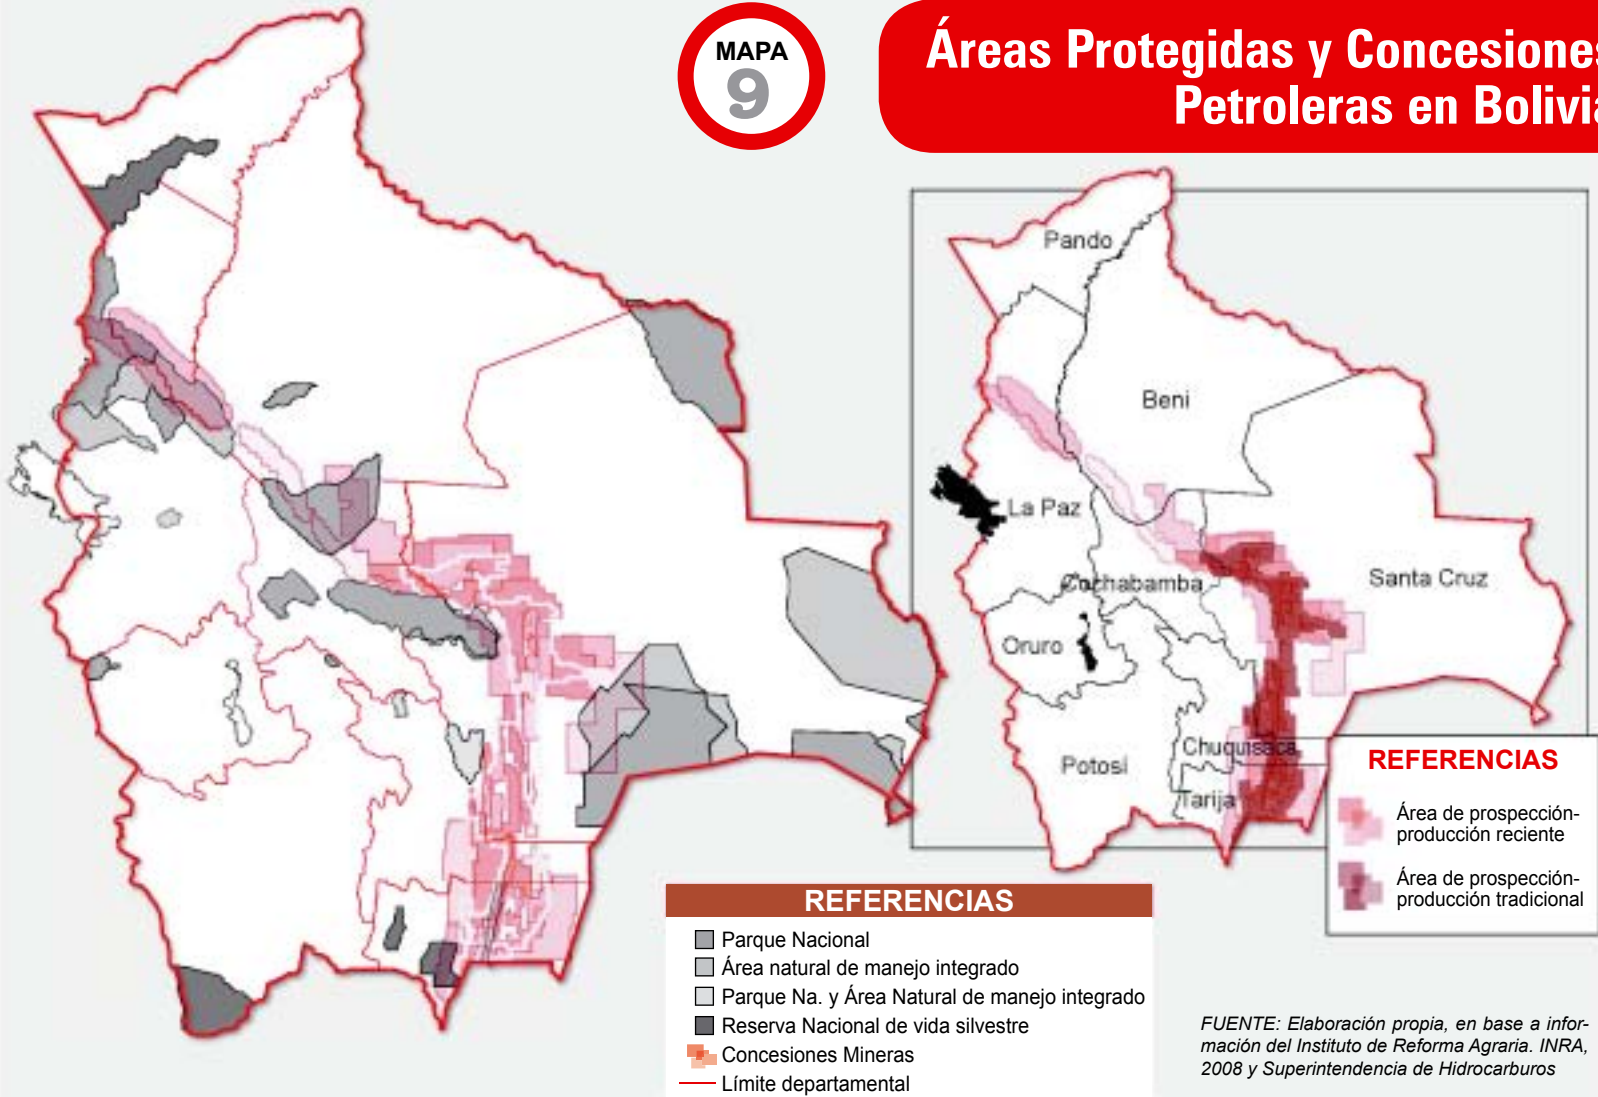 MAPA
9
Áreas Protegidas y Concesiones
Petroleras en Bolivia
Pando
Beni
La Paz
Cochabamba
Santa Cruz
Oruro
Potosí
Chuquisaca
Tarija
REFERENCIAS
Área de prospección-
producción reciente
Área de prospección-
producción tradicional
REFERENCIAS
Parque Nacional
Área natural de manejo integrado
Parque Na. y Área Natural de manejo integrado
Reserva Nacional de vida silvestre
Concesiones Mineras
Límite departamental
FUENTE: Elaboración propia, en base a infor-
mación del Instituto de Reforma Agraria. INRA,
2008 y Superintendencia de Hidrocarburos